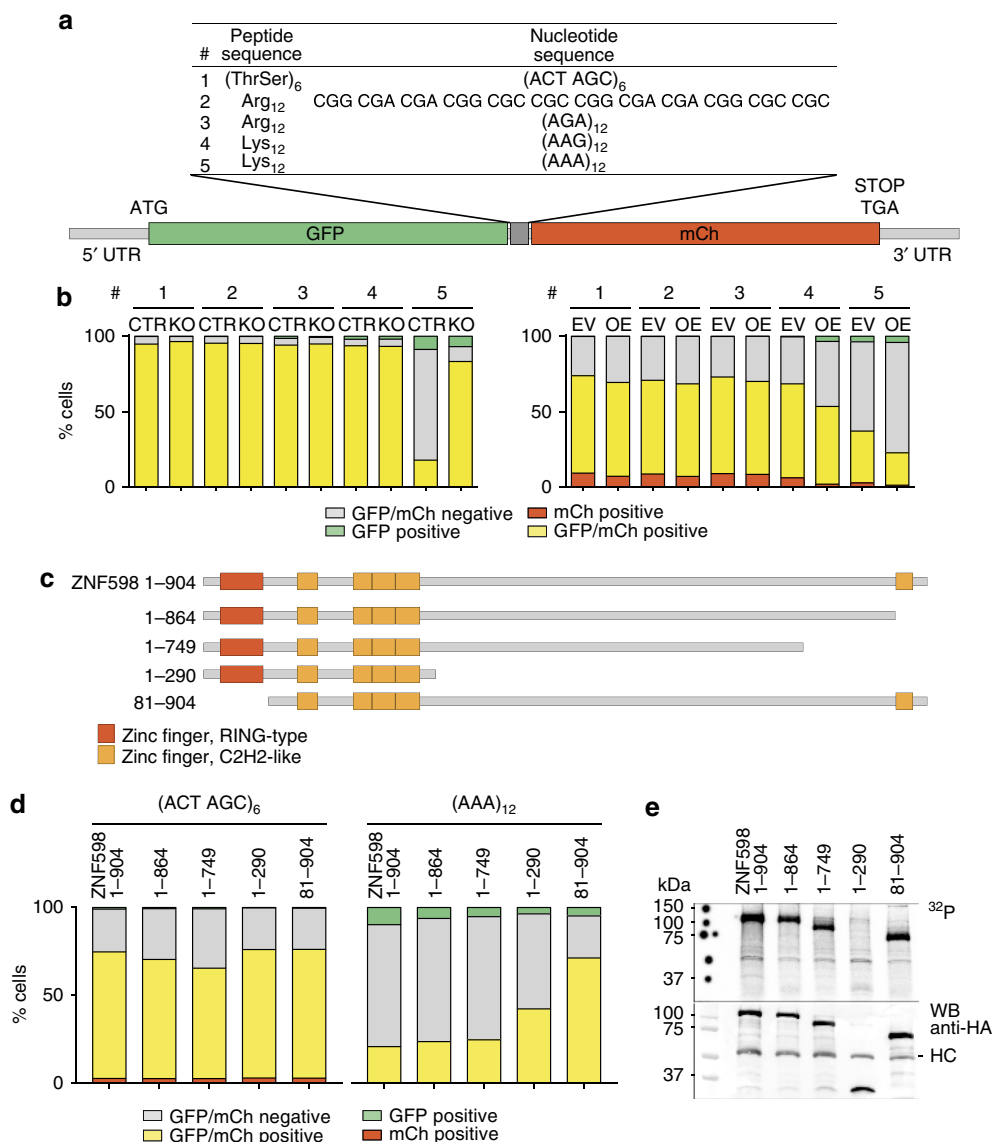 a
# Peptide sequence Nucleotide sequence
1 (ThrSer)6 (ACT AGC)6
2 Arg12 CGG CGA CGA CGG CGC CGC CGG CGA CGA CGG CGC CGC
3 Arg12 (AGA)12
4 Lys12 (AAG)12
5 Lys12 (AAA)12
ATG STOP TGA
GFP mCh
5′ UTR 3′ UTR
b
# 1 2 3 4 5
CTR KO CTR KO CTR KO CTR KO CTR KO
100
50
0
% cells
# 1 2 3 4 5
EV OE EV OE EV OE EV OE EV OE
100
50
0
GFP/mCh negative mCh positive
GFP positive GFP/mCh positive
c
ZNF598 1–904
1–864
1–749
1–290
81–904
Zinc finger, RING-type
Zinc finger, C2H2-like
d
(ACT AGC)6 (AAA)12
ZNF598 1–904 1–864 1–749 1–290 81–904
ZNF598 1–904 1–864 1–749 1–290 81–904
100
50
0
% cells
GFP/mCh negative GFP positive
GFP/mCh positive mCh positive
e
ZNF598 1–904 1–864 1–749 1–290 81–904
kDa
150
100
75
37
32P
100
75
37
WB anti-HA
HC